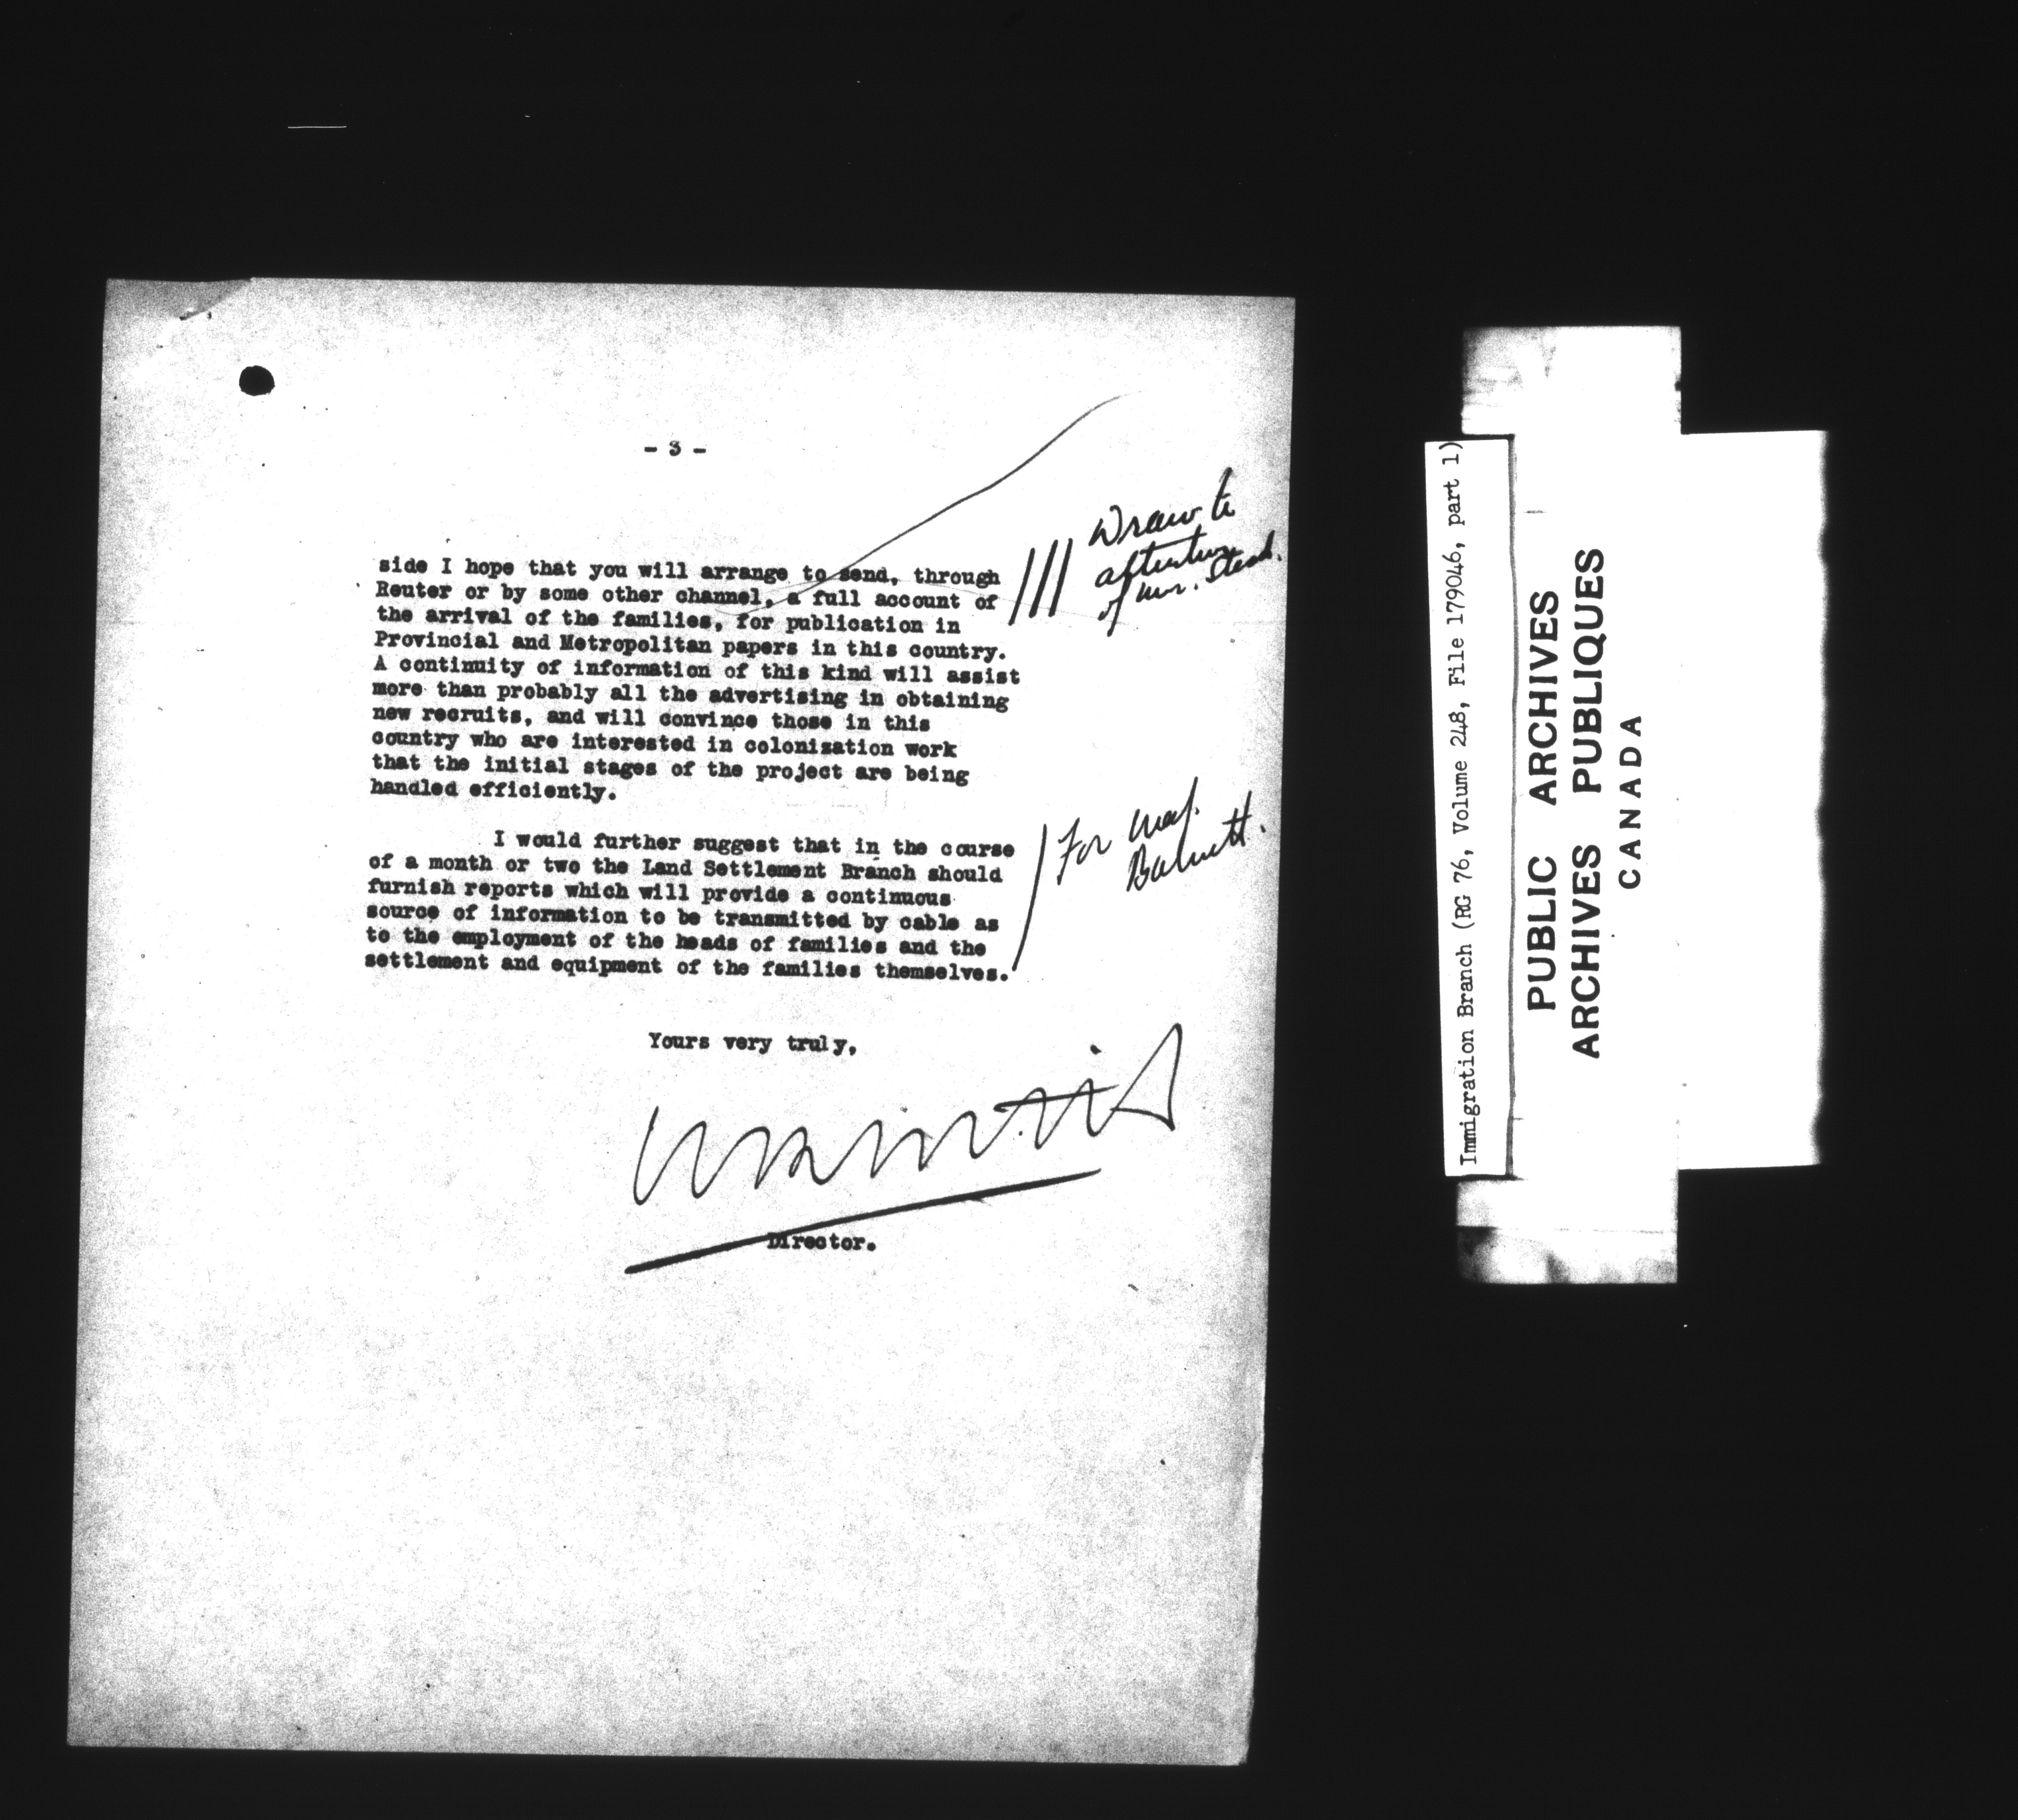 - 3 -
side I hope that you will arrange to send, through
Reuter or by some other channel, a full account of
the arrival of the families, for publication in
Provincial and Metropolitan papers in this country.
A continuity of information of this kind will assist
more than probably all the advertising in obtaining
new recruits, and will convince those in this
country who are interested in colonization work
that the initial stages of the project are being
handled efficiently.
Draw to
attention
of Mr. Stead.
I would further suggest that in the course
of a month or two the Land Settlement Branch should
furnish reports which will provide a continuous
source of information to be transmitted by cable as
to the employment of the heads of families and the
settlement and equipment of the families themselves.
For Maj.
Barnett.
Yours very truly,
Director.
Immigration Branch (RG 76, Volume 248, File 179046, part 1)
PUBLIC ARCHIVES
ARCHIVES PUBLIQUES
CANADA